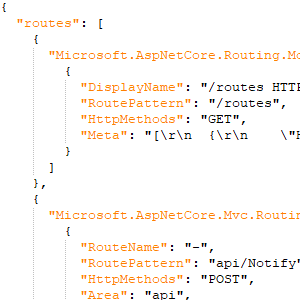 {
"routes": [
{
"Microsoft.AspNetCore.Routing.
{
"DisplayName": "/routes HTTP
"RoutePattern": "/routes",
"HttpMethods": "GET",
"Meta": "[\r\n  {\r\n    \"
}
]
},
{
"Microsoft.AspNetCore.Mvc.Routin
{
"RouteName": "-",
"RoutePattern": "api/Notify"
"HttpMethods": "POST",
"Area": "api",